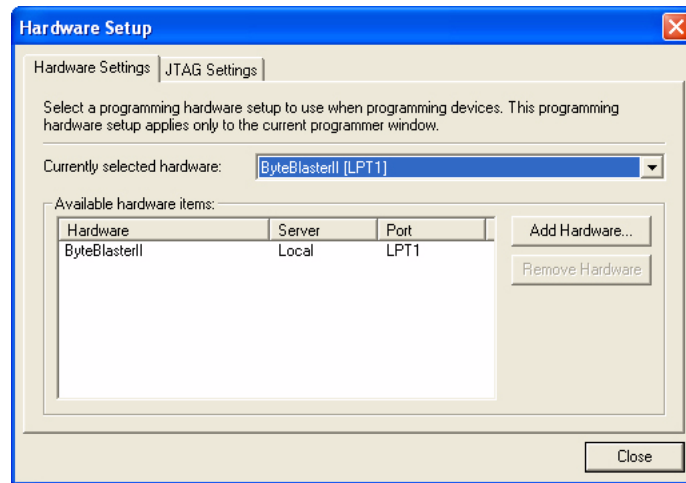 Hardware Setup
Hardware Settings JTAG Settings
Select a programming hardware setup to use when programming devices. This programming
hardware setup applies only to the current programmer window.
Currently selected hardware: ByteBlasterII [LPT1]
Available hardware items:
Hardware Server Port
ByteBlasterII Local LPT1
Add Hardware...
Remove Hardware
Close